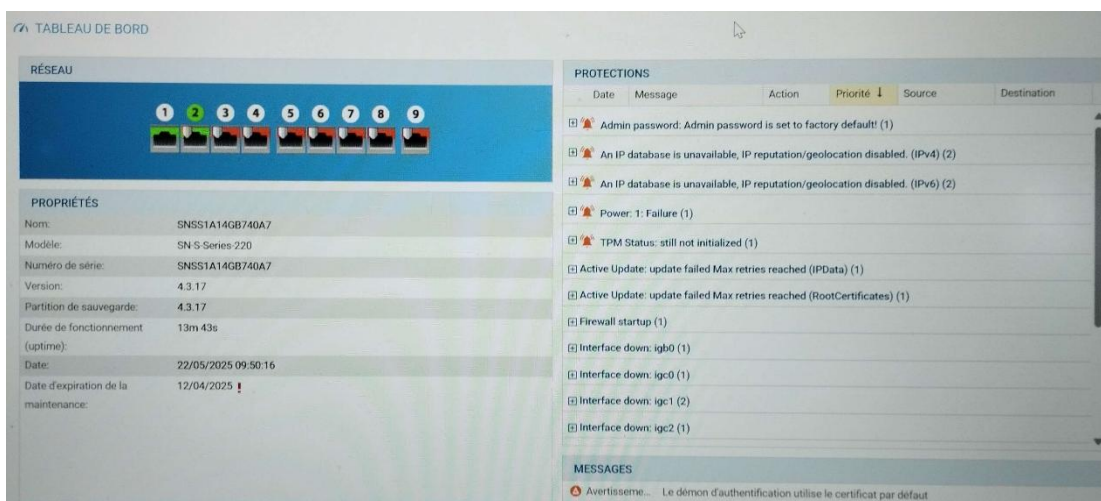 TABLEAU DE BORD
RÉSEAU
1 2 3 4 5 6 7 8 9
PROPRIÉTÉS
Nom: SNSS1A14GB740A7
Modèle: SN-S-Series-220
Numéro de série: SNSS1A14GB740A7
Version: 4.3.17
Partition de sauvegarde: 4.3.17
Durée de fonctionnement 13m 43s
(uptime):
Date: 22/05/2025 09:50:16
Date d'expiration de la 12/04/2025 !
maintenance:
PROTECTIONS
Date Message Action Priorité ↓ Source Destination
Admin password: Admin password is set to factory default! (1)
An IP database is unavailable, IP reputation/geolocation disabled. (IPv4) (2)
An IP database is unavailable, IP reputation/geolocation disabled. (IPv6) (2)
Power: 1: Failure (1)
TPM Status: still not initialized (1)
Active Update: update failed Max retries reached (IPData) (1)
Active Update: update failed Max retries reached (RootCertificates) (1)
Firewall startup (1)
Interface down: igb0 (1)
Interface down: igc0 (1)
Interface down: igc1 (2)
Interface down: igc2 (1)
MESSAGES
Avertisseme... Le démon d'authentification utilise le certificat par défaut